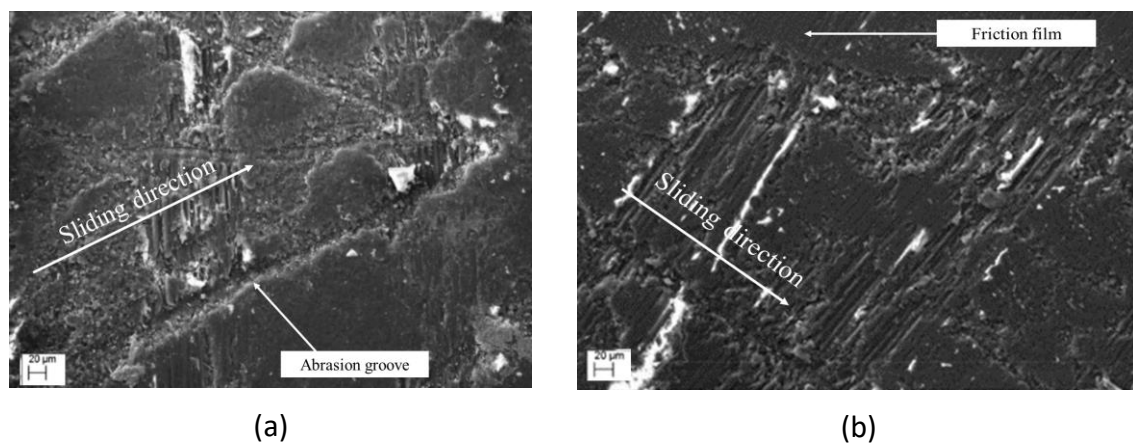 Sliding direction
Abrasion groove
20 µm
(a)
Friction film
Sliding direction
20 µm
(b)